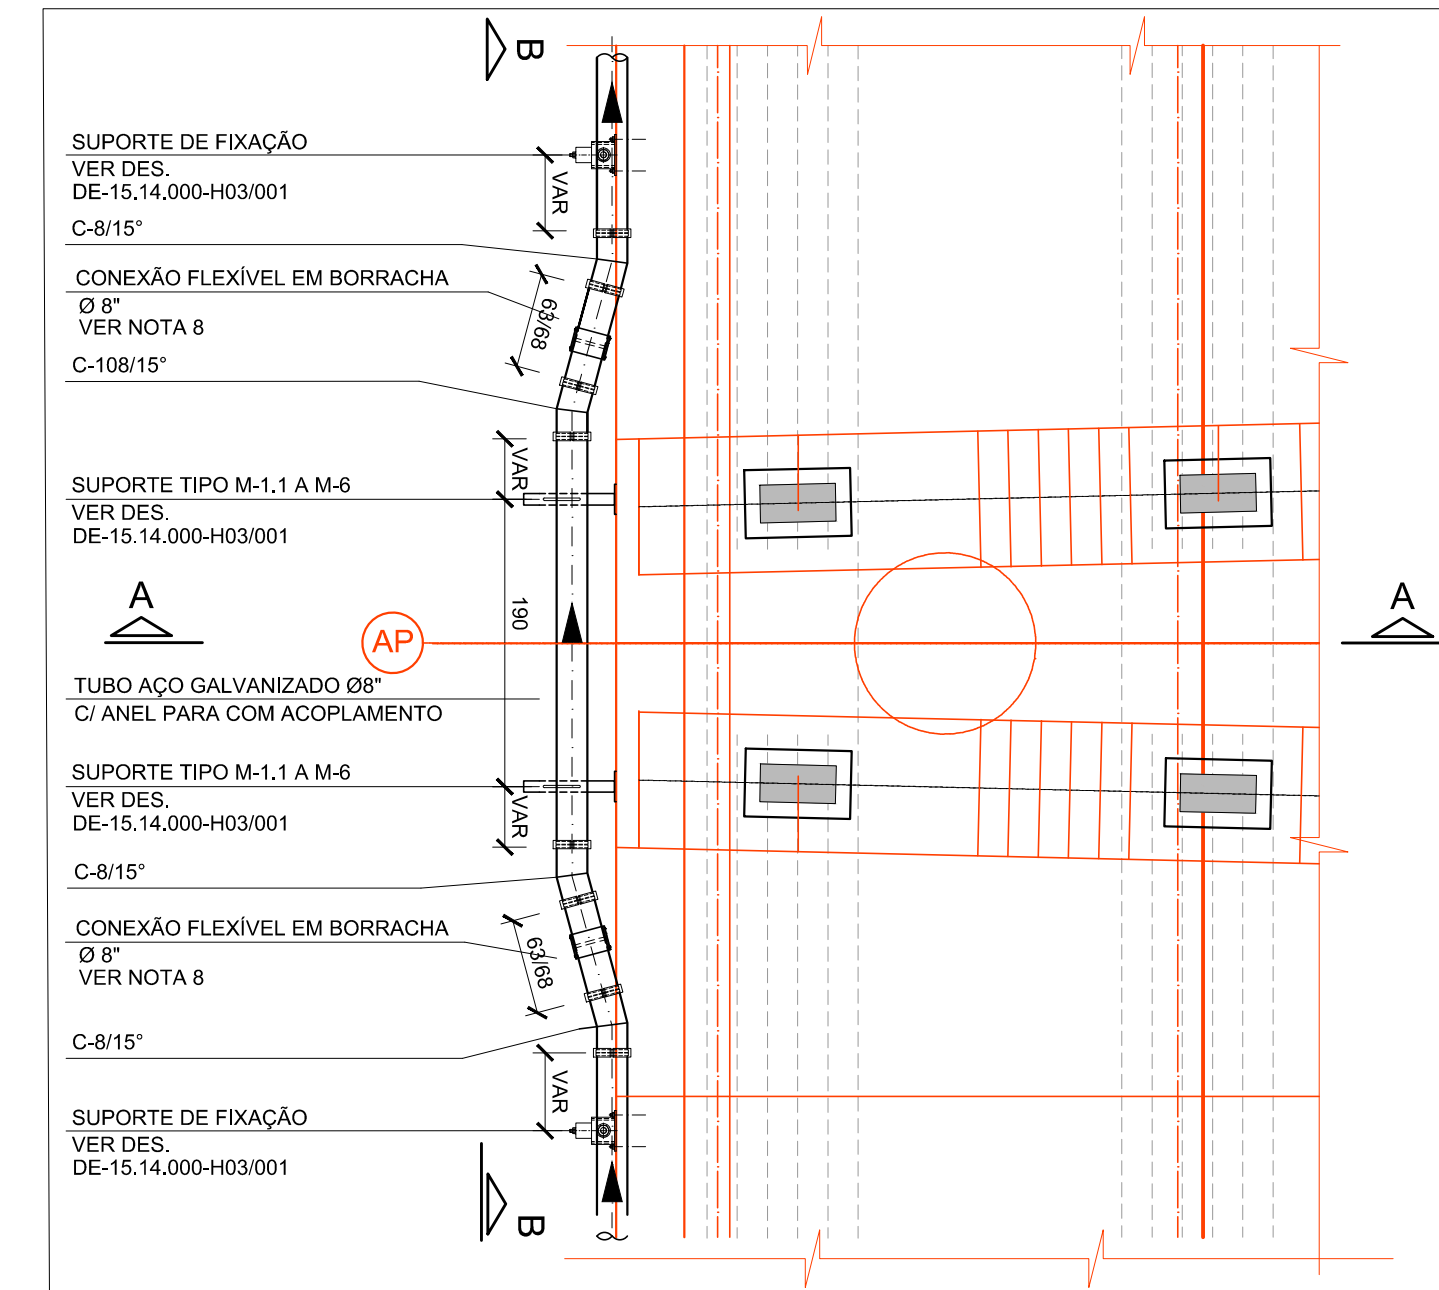 B
SUPORTE DE FIXAÇÃO
VER DES.
DE-15.14.000-H03/001
VAR
C-8/15°
CONEXÃO FLEXÍVEL EM BORRACHA
Ø 8"
VER NOTA 8
63/68
C-108/15°
VAR
SUPORTE TIPO M-1.1 A M-6
VER DES.
DE-15.14.000-H03/001
A
190
AP
A
TUBO AÇO GALVANIZADO Ø8"
C/ ANEL PARA COM ACOPLAMENTO
SUPORTE TIPO M-1.1 A M-6
VER DES.
DE-15.14.000-H03/001
VAR
C-8/15°
CONEXÃO FLEXÍVEL EM BORRACHA
Ø 8"
VER NOTA 8
63/68
C-8/15°
VAR
SUPORTE DE FIXAÇÃO
VER DES.
DE-15.14.000-H03/001
B